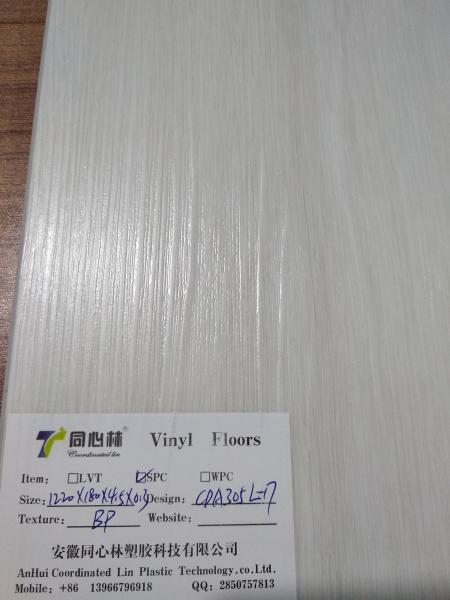 同心林 Vinyl Floors
Coordinated lin
Item: □LVT ☑SPC □WPC
Size: 1220X180X4.5X0.3 Design: CDA305L-17
Texture: BP Website:
安徽同心林塑胶科技有限公司
AnHui Coordinated Lin Plastic Technology.co.Ltd.
Mobile: +86 13966796918 QQ: 2850757813